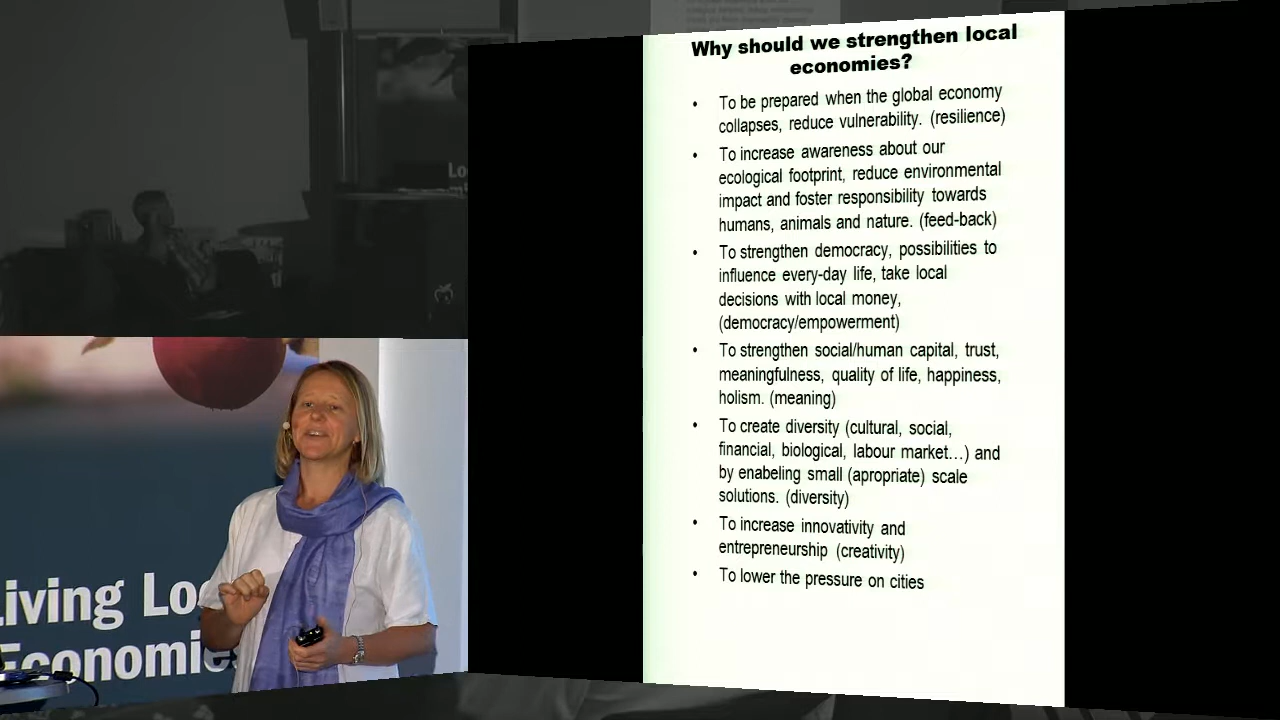 Why should we strengthen local
economies?
• To be prepared when the global economy
collapses, reduce vulnerability. (resilience)
• To increase awareness about our
ecological footprint, reduce environmental
impact and foster responsibility towards
humans, animals and nature. (feed-back)
• To strengthen democracy, possibilities to
influence every-day life, take local
decisions with local money,
(democracy/empowerment)
• To strengthen social/human capital, trust,
meaningfulness, quality of life, happiness,
holism. (meaning)
• To create diversity (cultural, social,
financial, biological, labour market…) and
by enabeling small (apropriate) scale
solutions. (diversity)
• To increase innovativity and
entrepreneurship (creativity)
• To lower the pressure on cities
Lo
Living Lo
Economie